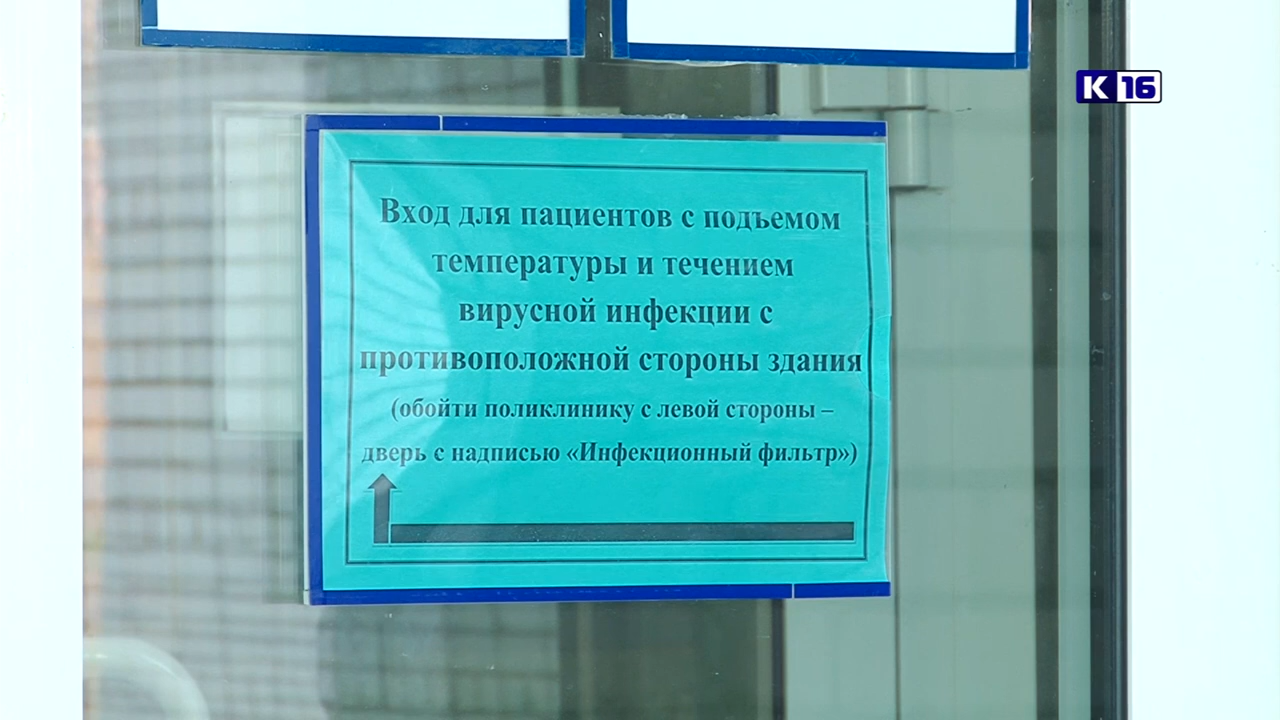 К 16
Вход для пациентов с подъемом
температуры и течением
вирусной инфекции с
противоположной стороны здания
(обойти поликлинику с левой стороны –
дверь с надписью «Инфекционный фильтр»)